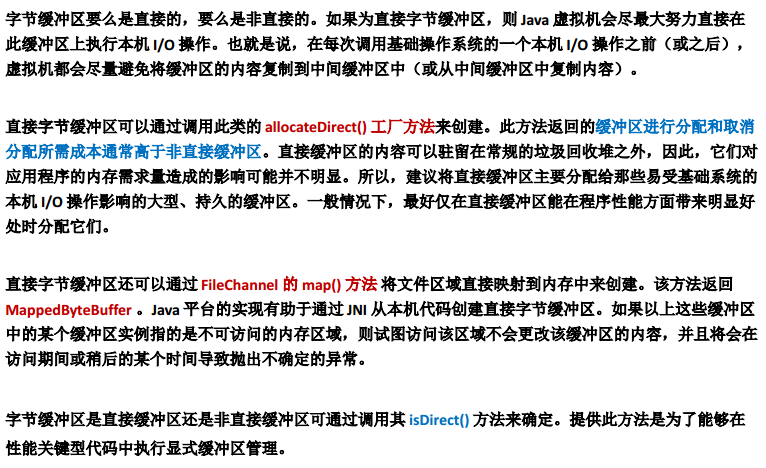 字节缓冲区要么是直接的，要么是非直接的。如果为直接字节缓冲区，则 Java 虚拟机会尽最大努力直接在
此缓冲区上执行本机 I/O 操作。也就是说，在每次调用基础操作系统的一个本机 I/O 操作之前（或之后），
虚拟机都会尽量避免将缓冲区的内容复制到中间缓冲区中（或从中间缓冲区中复制内容）。
直接字节缓冲区可以通过调用此类的 allocateDirect() 工厂方法来创建。此方法返回的缓冲区进行分配和取消
分配所需成本通常高于非直接缓冲区。直接缓冲区的内容可以驻留在常规的垃圾回收堆之外，因此，它们对
应用程序的内存需求量造成的影响可能并不明显。所以，建议将直接缓冲区主要分配给那些易受基础系统的
本机 I/O 操作影响的大型、持久的缓冲区。一般情况下，最好仅在直接缓冲区能在程序性能方面带来明显好
处时分配它们。
直接字节缓冲区还可以通过 FileChannel 的 map() 方法 将文件区域直接映射到内存中来创建。该方法返回
MappedByteBuffer 。Java 平台的实现有助于通过 JNI 从本机代码创建直接字节缓冲区。如果以上这些缓冲区
中的某个缓冲区实例指的是不可访问的内存区域，则试图访问该区域不会更改该缓冲区的内容，并且将会在
访问期间或稍后的某个时间导致抛出不确定的异常。
字节缓冲区是直接缓冲区还是非直接缓冲区可通过调用其 isDirect() 方法来确定。提供此方法是为了能够在
性能关键型代码中执行显式缓冲区管理。